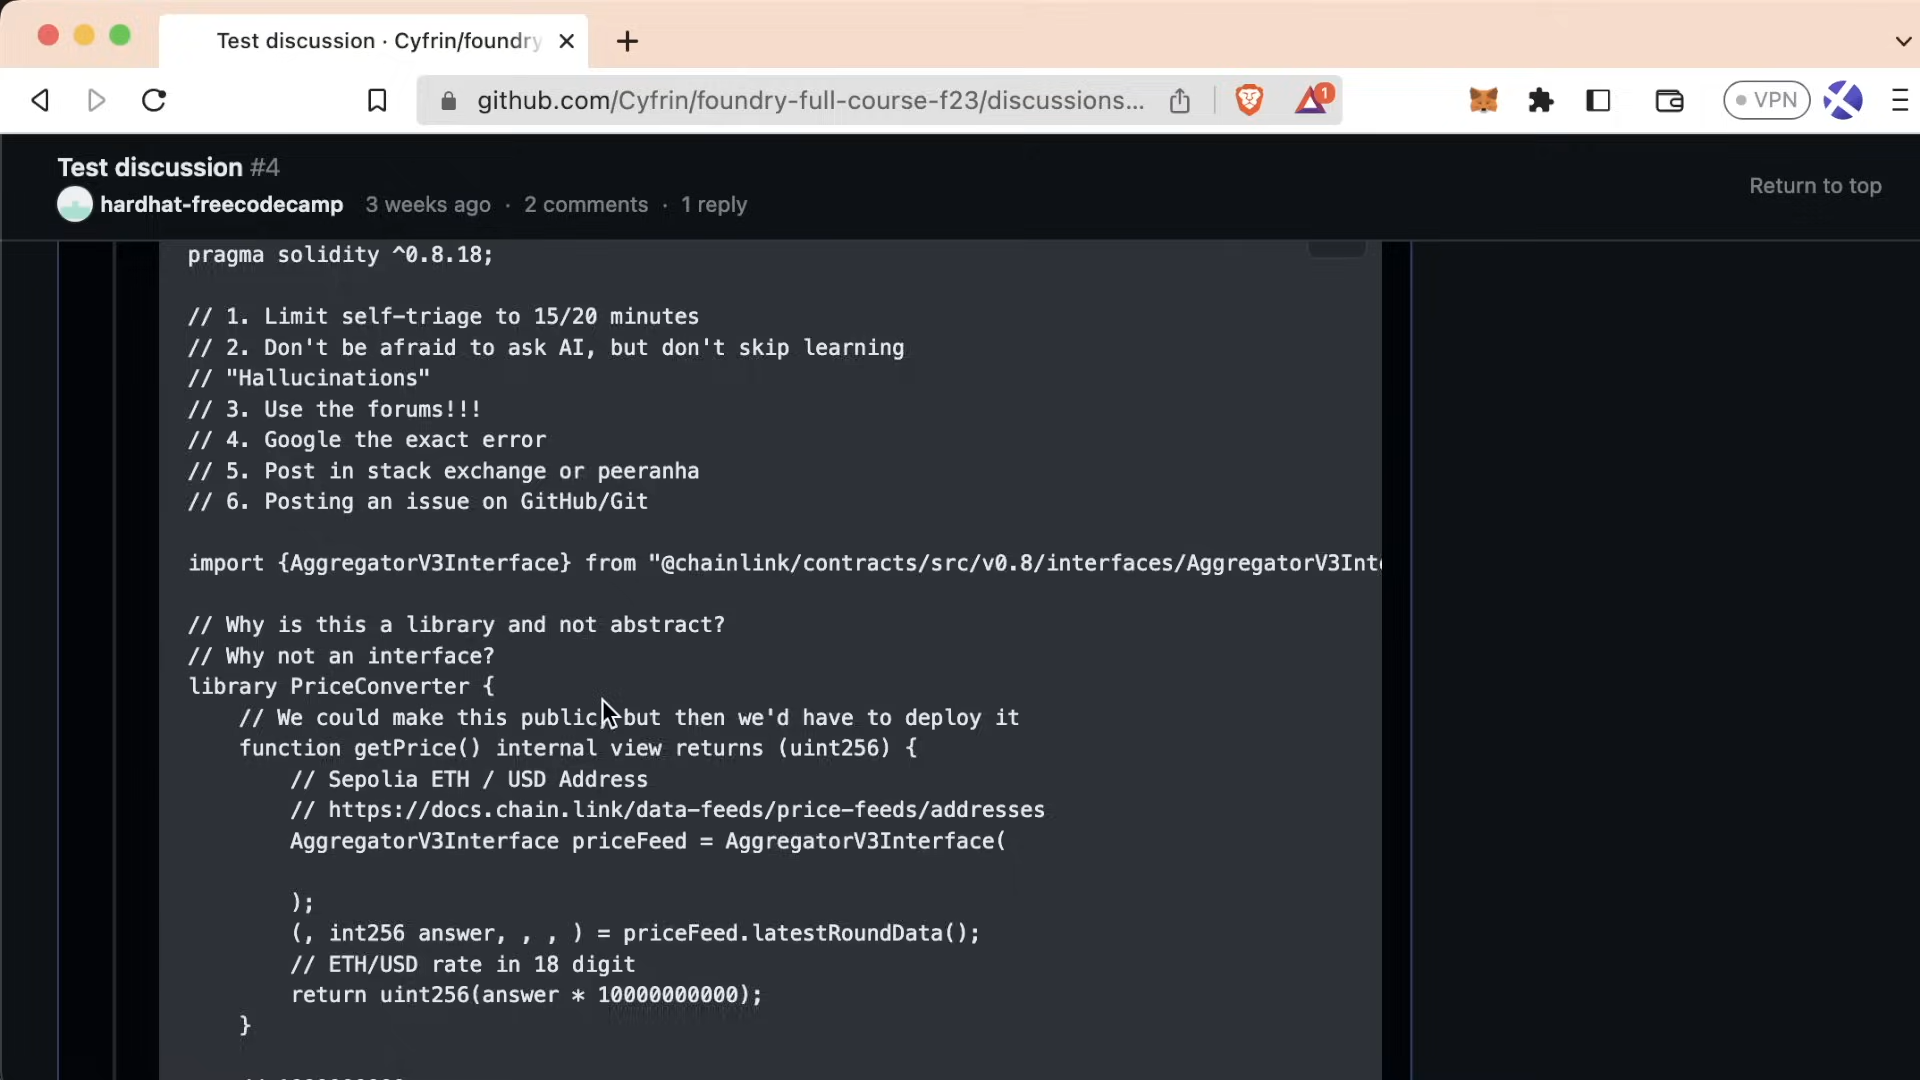 Test discussion · Cyfrin/foundry
github.com/Cyfrin/foundry-full-course-f23/discussions...
1
VPN
Test discussion #4
hardhat-freecodecamp 3 weeks ago · 2 comments · 1 reply
Return to top
pragma solidity ^0.8.18;
// 1. Limit self-triage to 15/20 minutes
// 2. Don't be afraid to ask AI, but don't skip learning
// "Hallucinations"
// 3. Use the forums!!!
// 4. Google the exact error
// 5. Post in stack exchange or peeranha
// 6. Posting an issue on GitHub/Git
import {AggregatorV3Interface} from "@chainlink/contracts/src/v0.8/interfaces/AggregatorV3Inte
// Why is this a library and not abstract?
// Why not an interface?
library PriceConverter {
// We could make this public, but then we'd have to deploy it
function getPrice() internal view returns (uint256) {
// Sepolia ETH / USD Address
// https://docs.chain.link/data-feeds/price-feeds/addresses
AggregatorV3Interface priceFeed = AggregatorV3Interface(
);
(, int256 answer, , , ) = priceFeed.latestRoundData();
// ETH/USD rate in 18 digit
return uint256(answer * 10000000000);
}